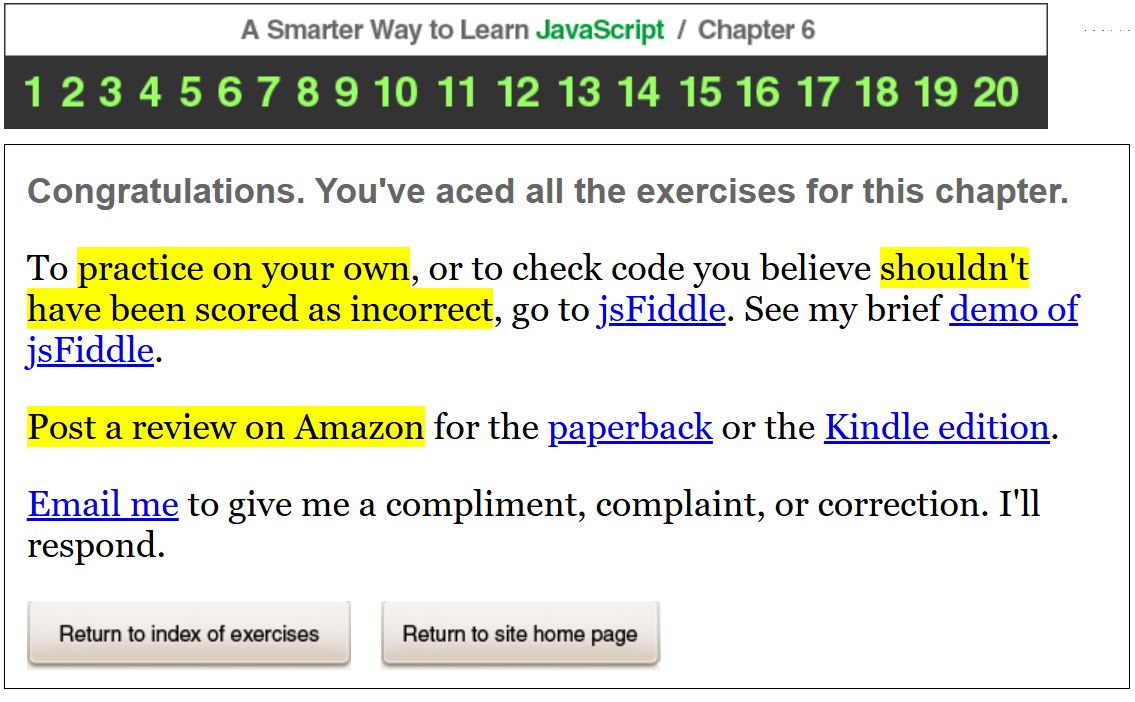 A Smarter Way to Learn JavaScript / Chapter 6
1 2 3 4 5 6 7 8 9 10 11 12 13 14 15 16 17 18 19 20
Congratulations. You've aced all the exercises for this chapter.
To practice on your own, or to check code you believe shouldn't
have been scored as incorrect, go to jsFiddle. See my brief demo of
jsFiddle.
Post a review on Amazon for the paperback or the Kindle edition.
Email me to give me a compliment, complaint, or correction. I'll
respond.
Return to index of exercises Return to site home page